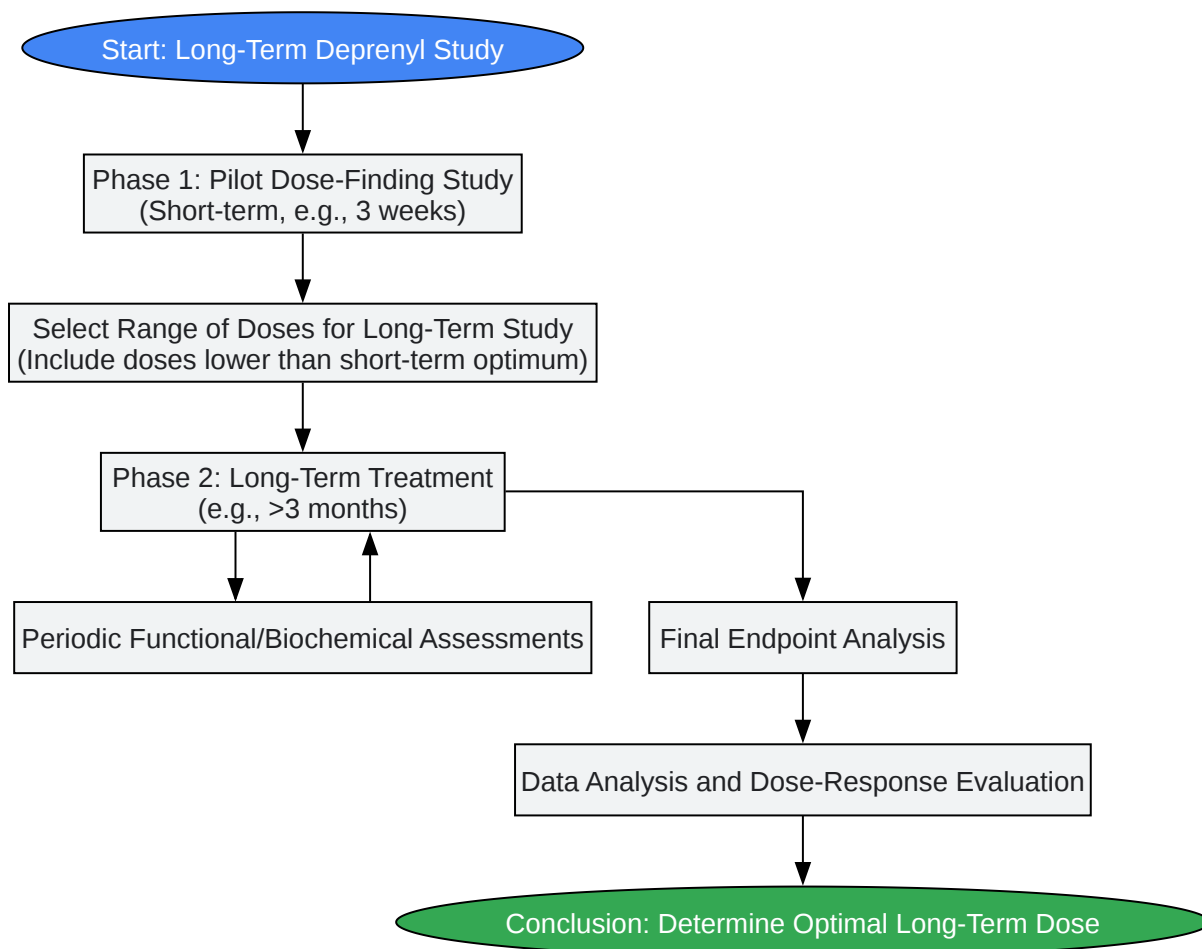 Start: Long-Term Deprenyl Study
Phase 1: Pilot Dose-Finding Study
(Short-term, e.g., 3 weeks)
Select Range of Doses for Long-Term Study
(Include doses lower than short-term optimum)
Phase 2: Long-Term Treatment
(e.g., >3 months)
Periodic Functional/Biochemical Assessments
Final Endpoint Analysis
Data Analysis and Dose-Response Evaluation
Conclusion: Determine Optimal Long-Term Dose